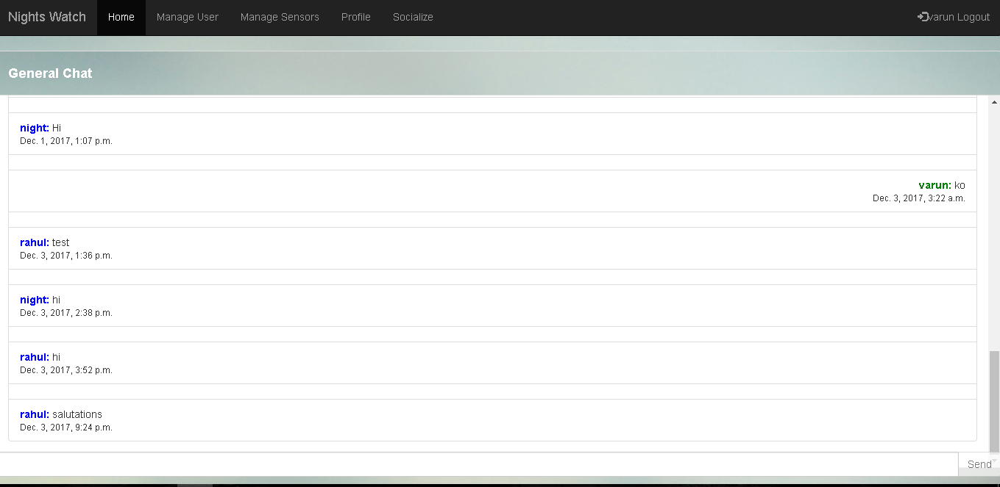 Nights Watch Home Manage User Manage Sensors Profile Socialize varun Logout
General Chat
night: Hi
Dec. 1, 2017, 1:07 p.m.
varun: ko
Dec. 3, 2017, 3:22 a.m.
rahul: test
Dec. 3, 2017, 1:36 p.m.
night: hi
Dec. 3, 2017, 2:38 p.m.
rahul: hi
Dec. 3, 2017, 3:52 p.m.
rahul: salutations
Dec. 3, 2017, 9:24 p.m.
Send